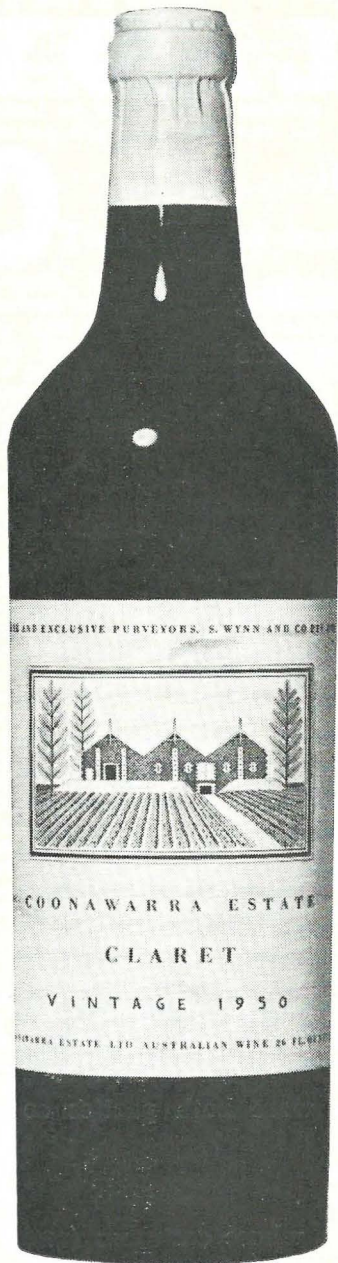 AND EXCLUSIVE PURVEYORS, S. WYNN AND CO
COONAWARRA ESTATE
CLARET
VINTAGE 1950
ESTATE LTD AUSTRALIAN WINE 26 FL.